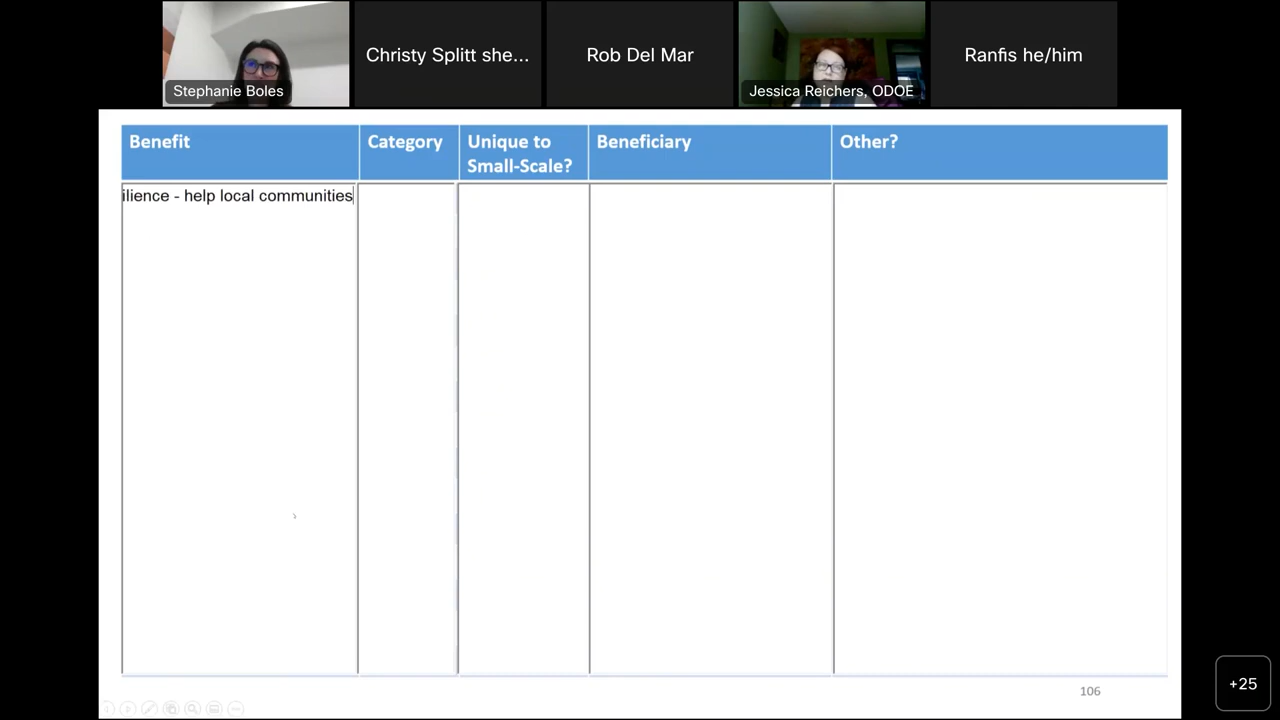 Stephanie Boles
Christy Splitt she...
Rob Del Mar
Jessica Reichers, ODOE
Ranfis he/him
Benefit
Category
Unique to
Small-Scale?
Beneficiary
Other?
ilience - help local communities
106
+25